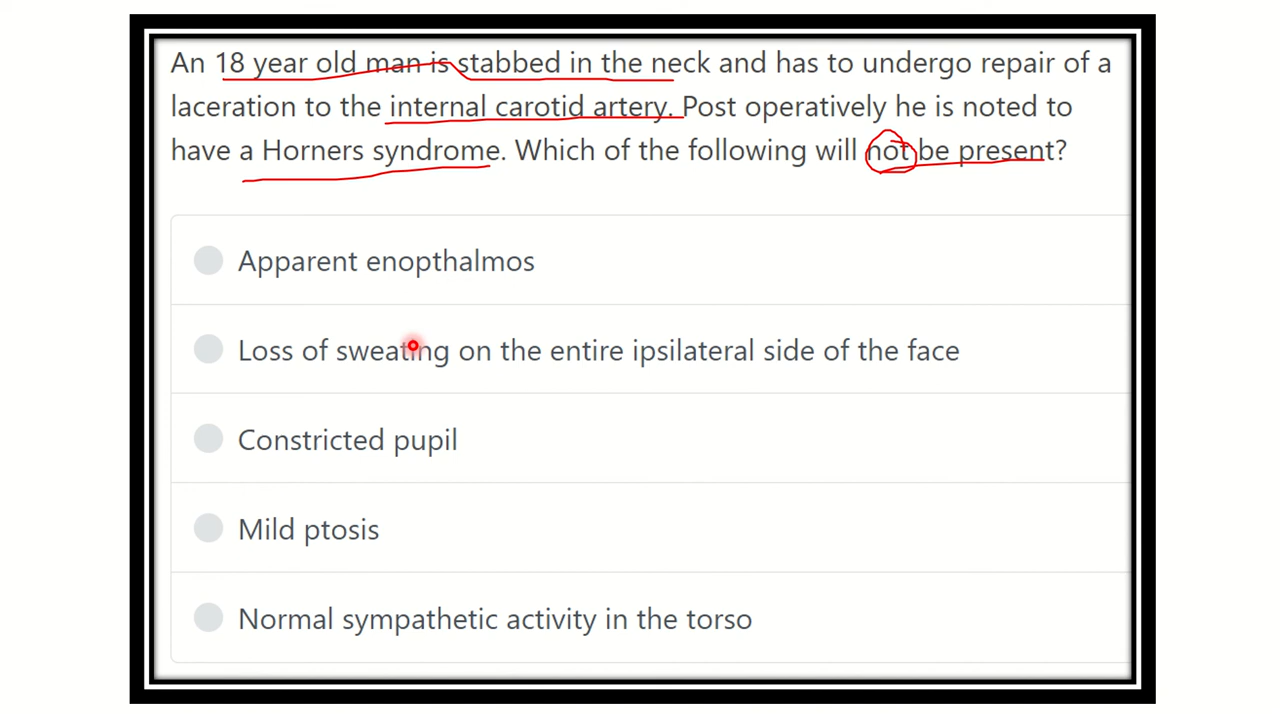 An 18 year old man is stabbed in the neck and has to undergo repair of a
laceration to the internal carotid artery. Post operatively he is noted to
have a Horners syndrome. Which of the following will not be present?
Apparent enopthalmos
Loss of sweating on the entire ipsilateral side of the face
Constricted pupil
Mild ptosis
Normal sympathetic activity in the torso